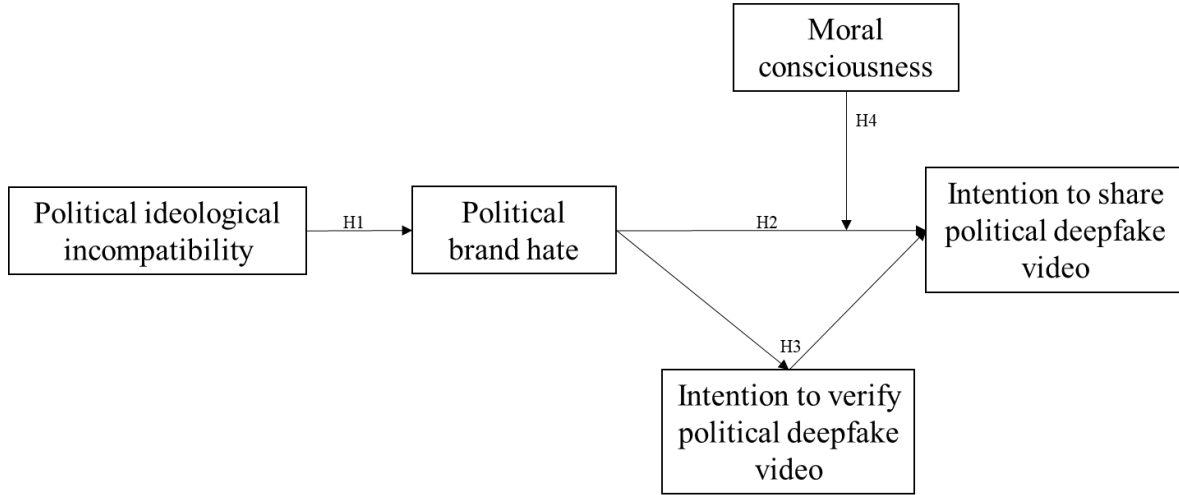 Moral
consciousness
H4
Political ideological
incompatibility
H1
Political
brand hate
H2
Intention to share
political deepfake
video
H3
Intention to verify
political deepfake
video